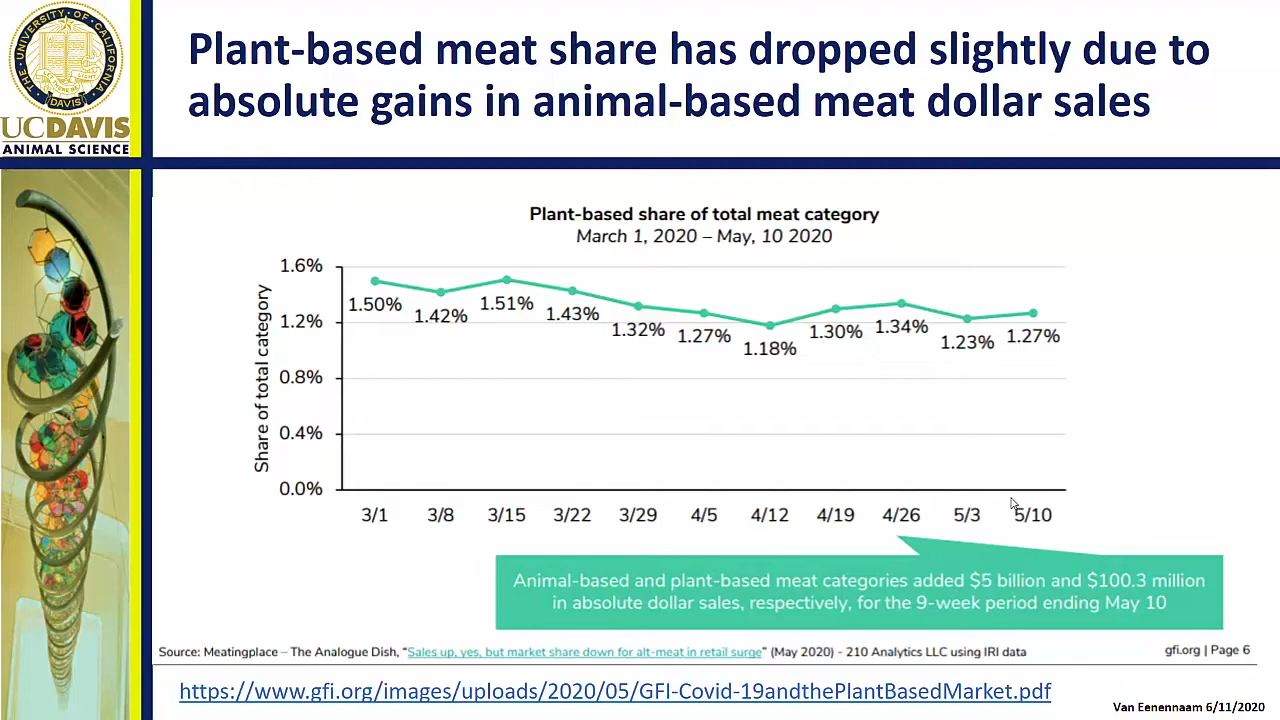 THE UNIVERSITY OF CALIFORNIA
DAVIS
UCDAVIS
ANIMAL SCIENCE
Plant-based meat share has dropped slightly due to
absolute gains in animal-based meat dollar sales
Plant-based share of total meat category
March 1, 2020 – May, 10 2020
Share of total category
1.6%
1.2%
0.8%
0.4%
0.0%
1.50%
1.42%
1.51%
1.43%
1.32%
1.27%
1.18%
1.30%
1.34%
1.23%
1.27%
3/1
3/8
3/15
3/22
3/29
4/5
4/12
4/19
4/26
5/3
5/10
Animal-based and plant-based meat categories added $5 billion and $100.3 million
in absolute dollar sales, respectively, for the 9-week period ending May 10
Source: Meatingplace – The Analogue Dish, “Sales up, yes, but market share down for alt-meat in retail surge” (May 2020) - 210 Analytics LLC using IRI data
gfi.org | Page 6
https://www.gfi.org/images/uploads/2020/05/GFI-Covid-19andthePlantBasedMarket.pdf
Van Eenennaam 6/11/2020